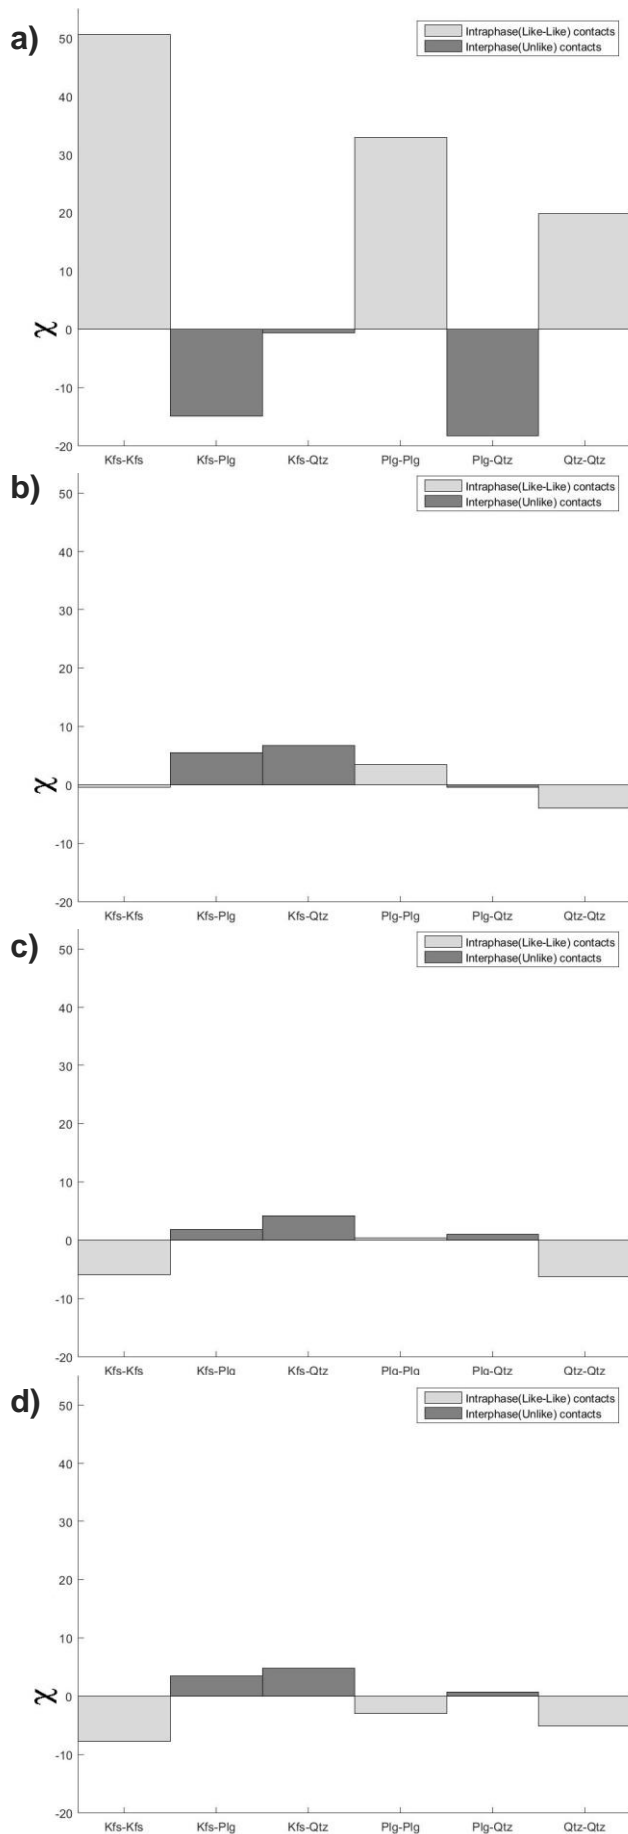 a)
Intraphase(Like-Like) contacts
Interphase(Unlike) contacts
50
40
30
20
10
0
-10
-20
χ
Kfs-Kfs Kfs-Plg Kfs-Qtz Plg-Plg Plg-Qtz Qtz-Qtz
b)
Intraphase(Like-Like) contacts
Interphase(Unlike) contacts
50
40
30
20
10
0
-10
-20
χ
Kfs-Kfs Kfs-Plg Kfs-Qtz Plg-Plg Plg-Qtz Qtz-Qtz
c)
Intraphase(Like-Like) contacts
Interphase(Unlike) contacts
50
40
30
20
10
0
-10
-20
Kfs-Kfs Kfs-Plg Kfs-Qtz Plg-Plg Plg-Qtz Qtz-Qtz
d)
Intraphase(Like-Like) contacts
Interphase(Unlike) contacts
50
40
30
20
10
0
-10
-20
χ
Kfs-Kfs Kfs-Plg Kfs-Qtz Plg-Plg Plg-Qtz Qtz-Qtz